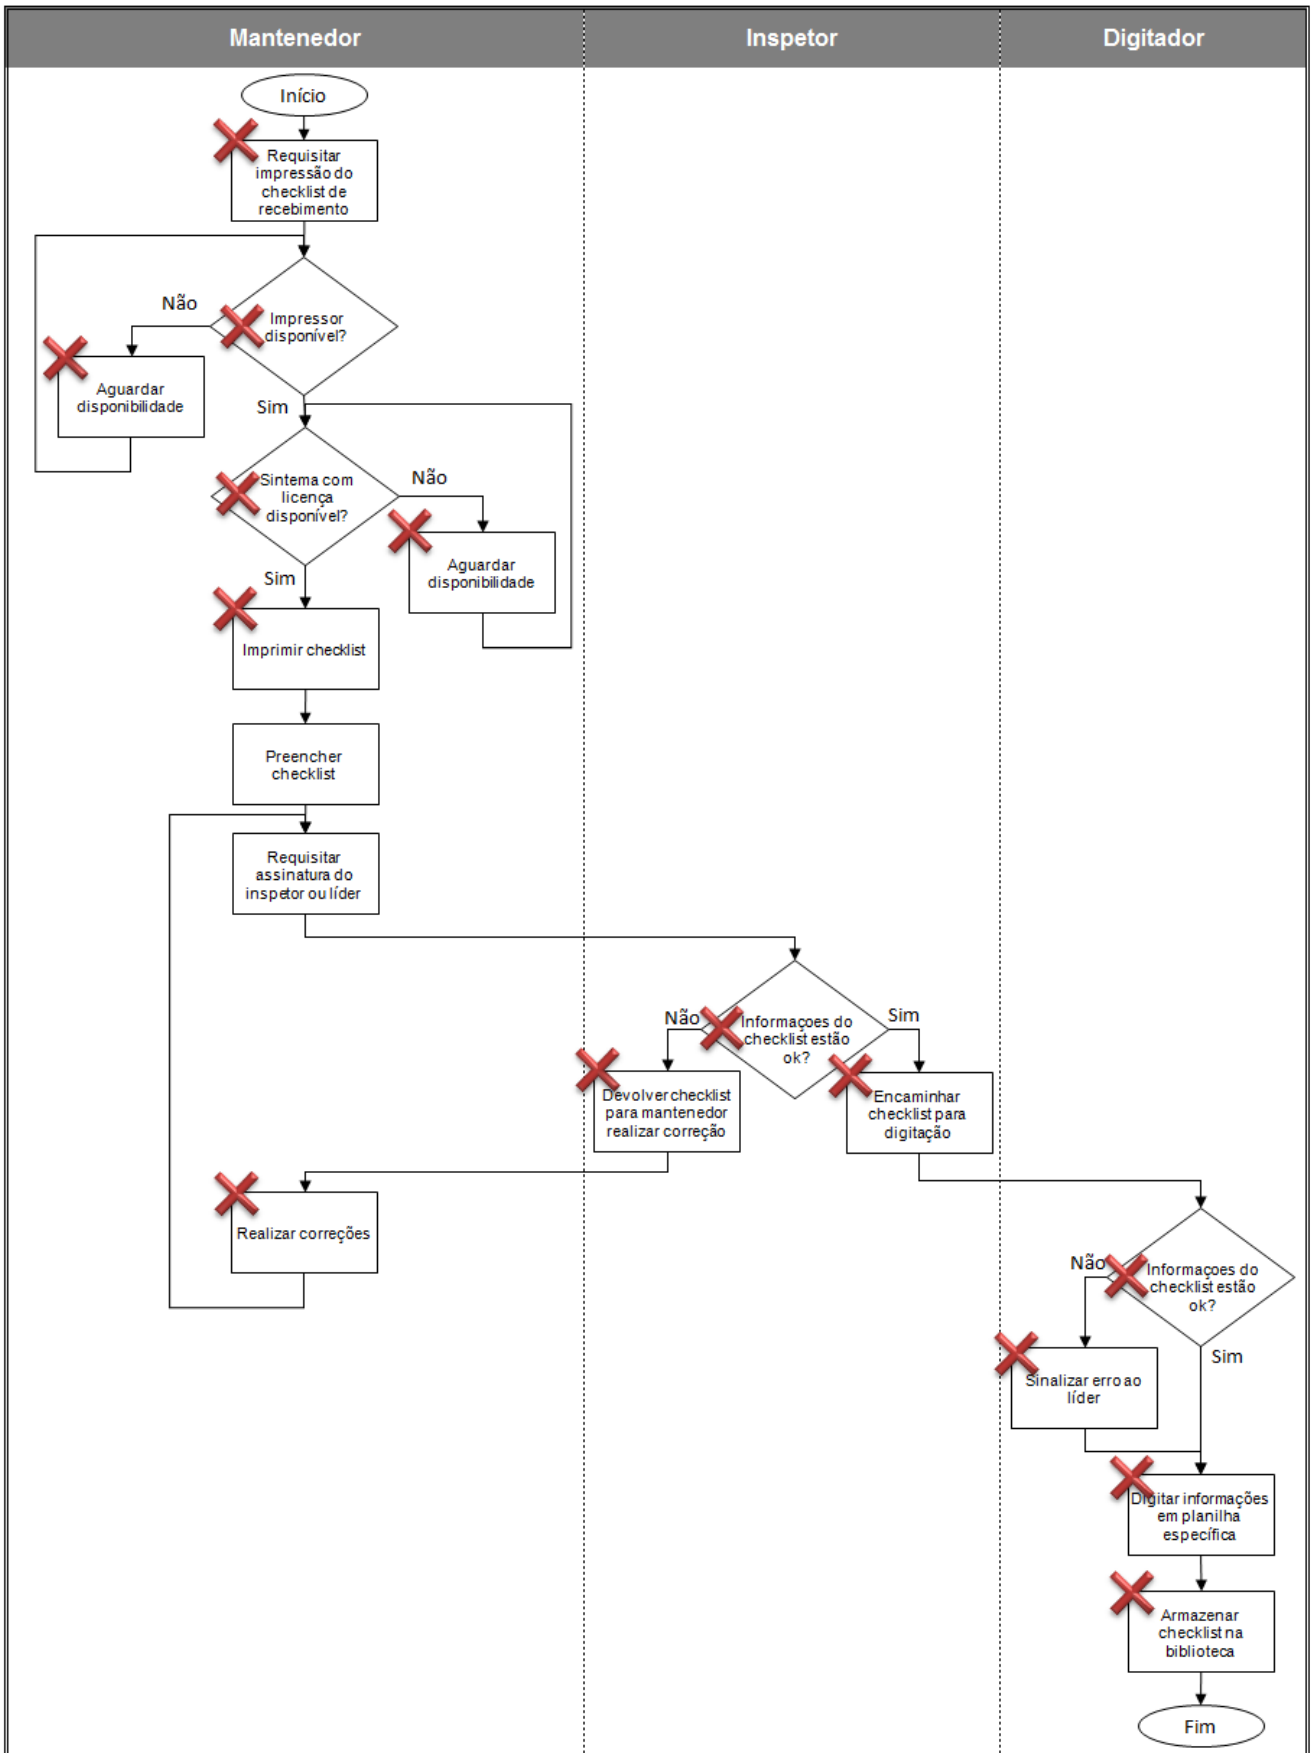 Mantenedor
Inspetor
Digitador
Início
Requisitar
impressão do
checklist de
recebimento
Não
Impressor
disponível?
Aguardar
disponibilidade
Sim
Sintema com
licença
disponível?
Não
Aguardar
disponibilidade
Sim
Imprimir checklist
Preencher
checklist
Requisitar
assinatura do
inspetor ou líder
Não
Informaçoes do
checklist estão
ok?
Sim
Devolver checklist
para mantenedor
realizar correção
Encaminhar
checklist para
digitação
Realizar correções
Não
Informaçoes do
checklist estão
ok?
Sim
Sinalizar erro ao
líder
Digitar informações
em planilha
específica
Armazenar
checklist na
biblioteca
Fim